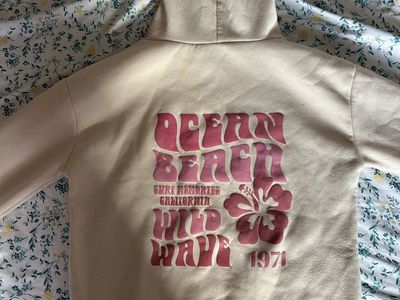 OCEAN
BEACH
SURF MEMORIES
CALIFORNIA
WILD
WAVE
1971